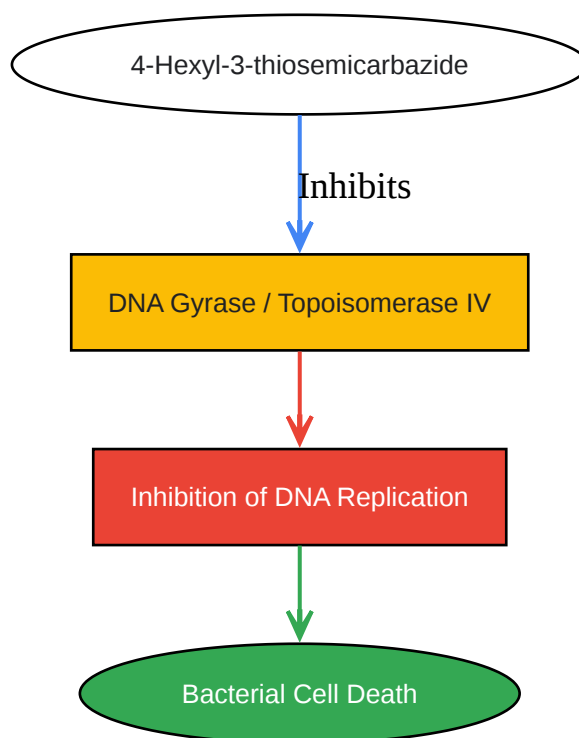 4-Hexyl-3-thiosemicarbazide
Inhibits
DNA Gyrase / Topoisomerase IV
Inhibition of DNA Replication
Bacterial Cell Death